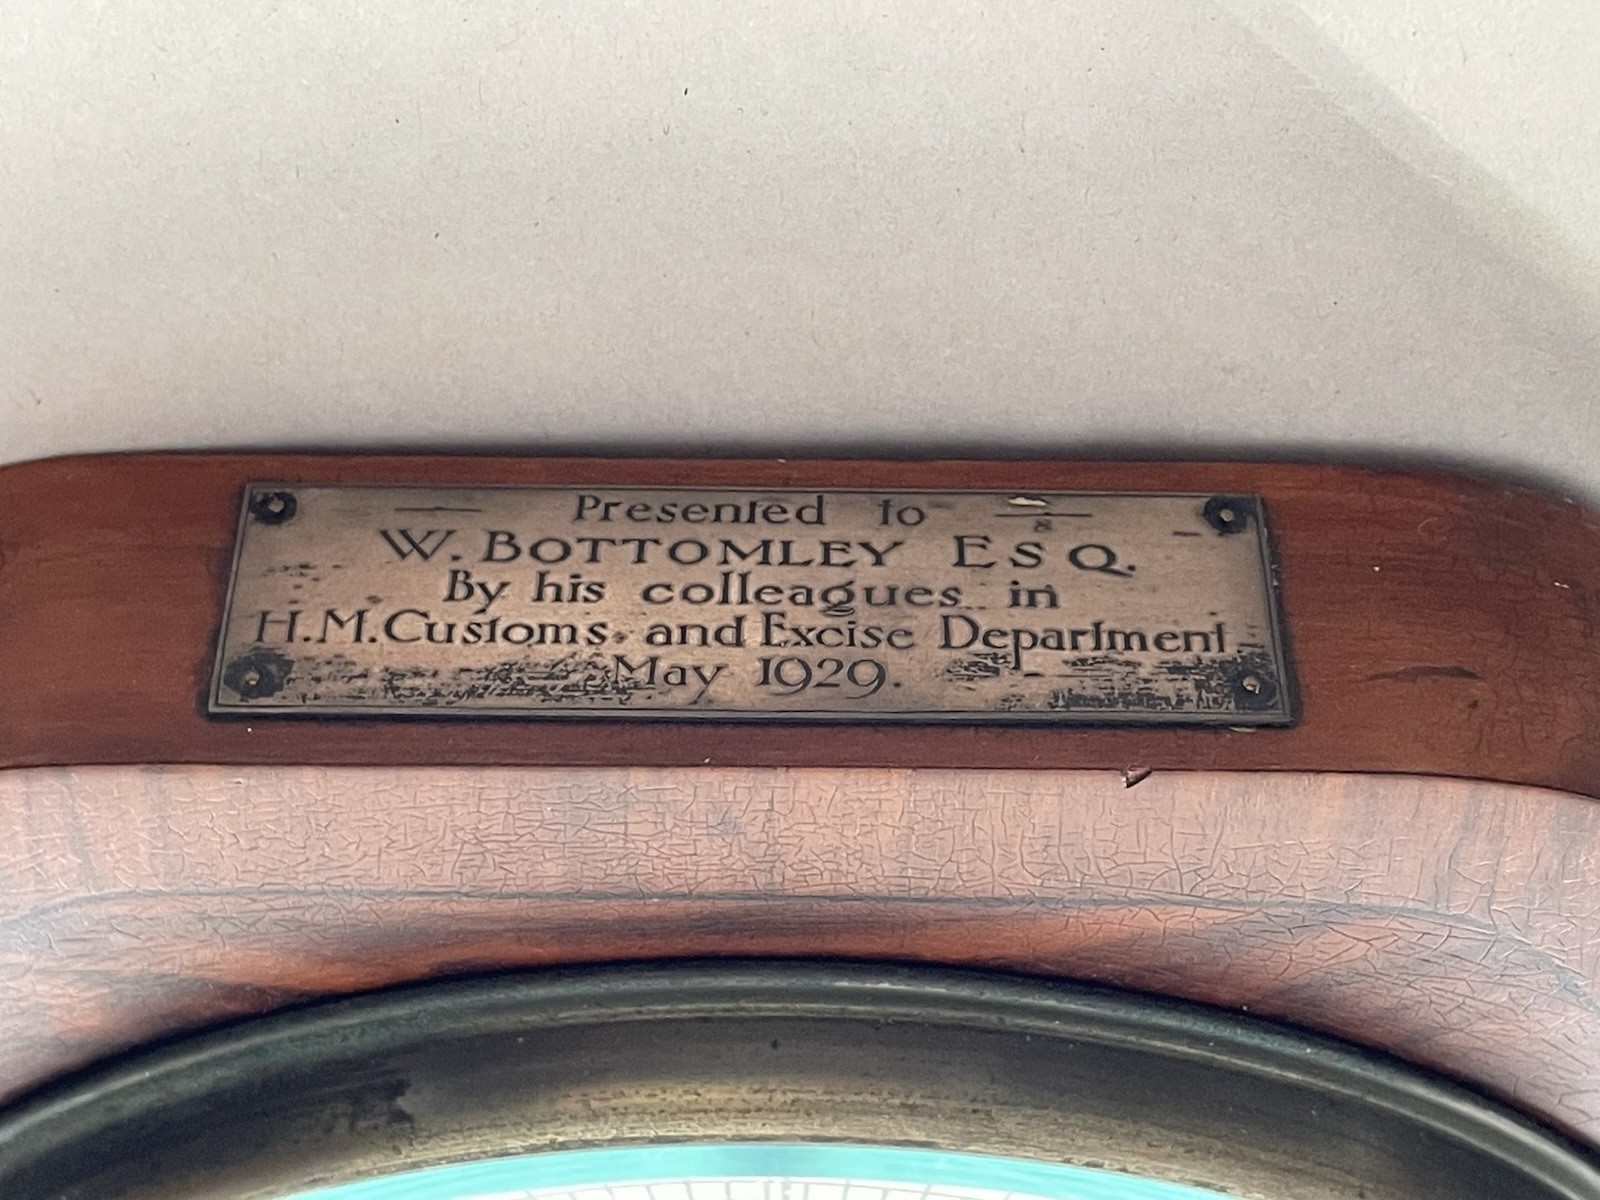 Presented to
W. BOTTOMLEY ESQ.
By his colleagues in
H.M. Customs and Excise Department
May 1929.